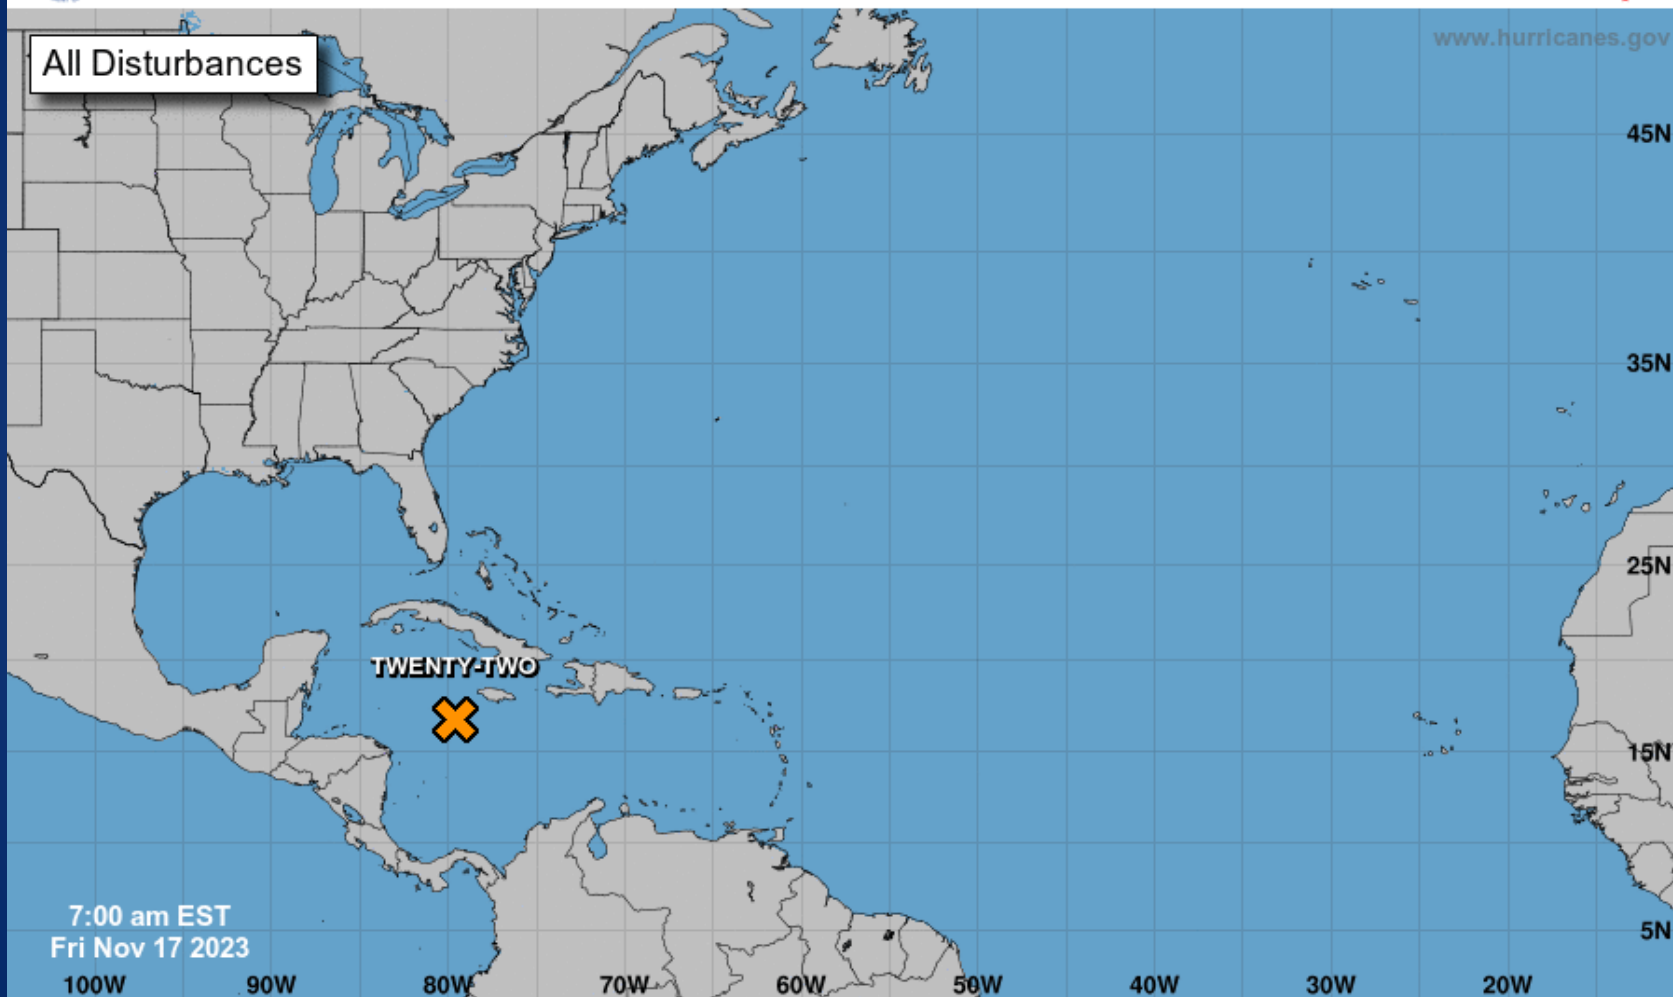 www.hurricanes.gov
All Disturbances
45N
35N
25N
TWENTY-TWO
15N
7:00 am EST
Fri Nov 17 2023
5N
100W 90W 80W 70W 60W 50W 40W 30W 20W